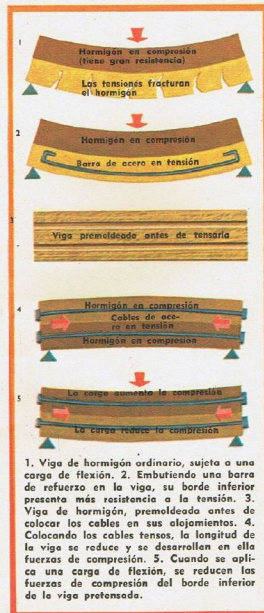 1
Hormigón en compresión
(tiene gran resistencia)
Las tensiones fracturan
el hormigón
2
Hormigón en compresión
Barra de acero en tensión
3
Viga premoldeada antes de tensarla
4
Hormigón en compresión
Cables de ace-
ro en tensión
Hormigón en compresión
5
La carga aumenta la compresión
La carga reduce la compresión
1. Viga de hormigón ordinario, sujeta a una
carga de flexión. 2. Embutiendo una barra
de refuerzo en la viga, su borde inferior
presenta más resistencia a la tensión. 3.
Viga de hormigón, premoldeada antes de
colocar los cables en sus alojamientos. 4.
Colocando los cables tensos, la longitud de
la viga se reduce y se desarrollan en ella
fuerzas de compresión. 5. Cuando se apli-
ca una carga de flexión, se reducen las
fuerzas de compresión del borde inferior
de la viga pretensada.